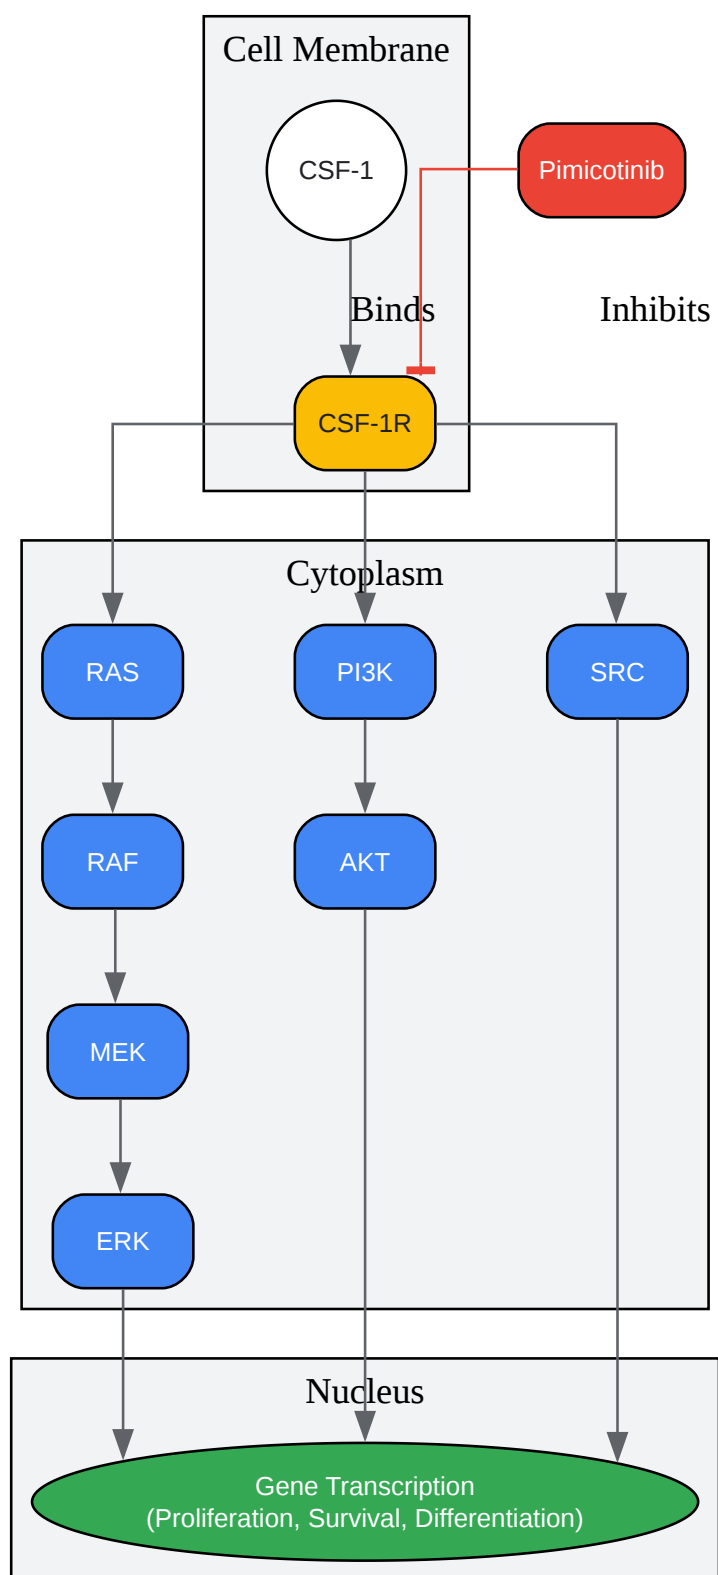 Cell Membrane
CSF-1
Pimicotinib
Binds
Inhibits
CSF-1R
Cytoplasm
RAS
PI3K
SRC
RAF
AKT
MEK
ERK
Nucleus
Gene Transcription
(Proliferation, Survival, Differentiation)